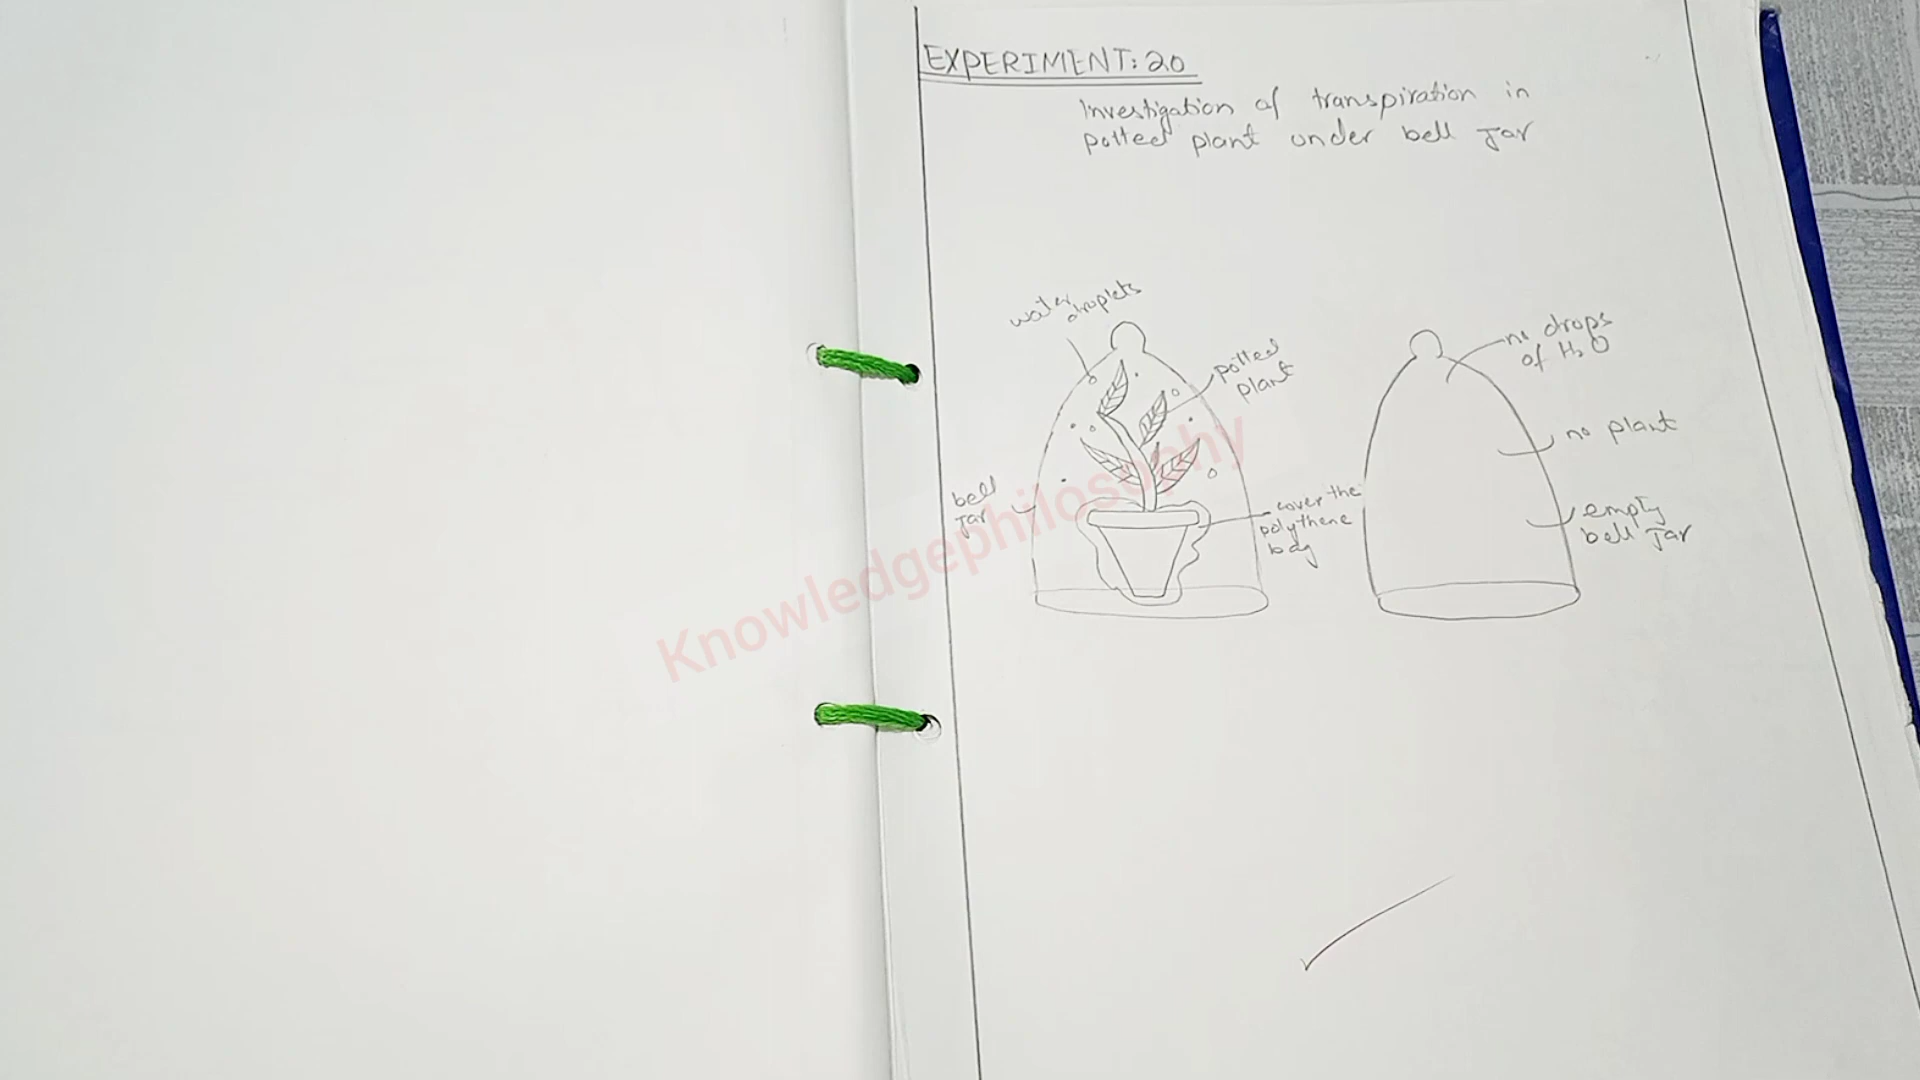 EXPERIMENT: 20
Investigation of transpiration in
potted plant under bell Jar
water
droplets
potted
plant
bell
Jar
cover the
polythene
bag
no drops
of H₂O
no plant
empty
bell Jar
Knowledgephilosophy